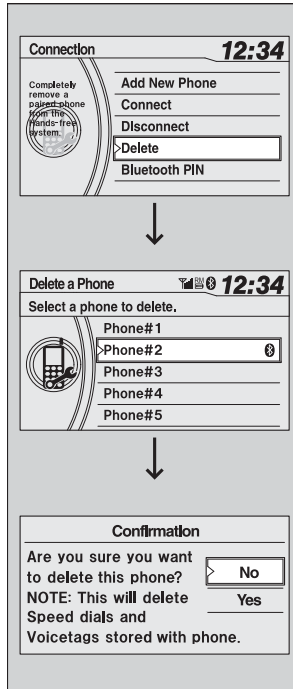 Connection
12:34
Completely
remove a
paired phone
from the
Hands-free
system.
Add New Phone
Connect
Disconnect
Delete
Bluetooth PIN
Delete a Phone
12:34
Select a phone to delete.
Phone#1
Phone#2
Phone#3
Phone#4
Phone#5
Confirmation
Are you sure you want
to delete this phone?
NOTE: This will delete
Speed dials and
Voicetags stored with phone.
No
Yes